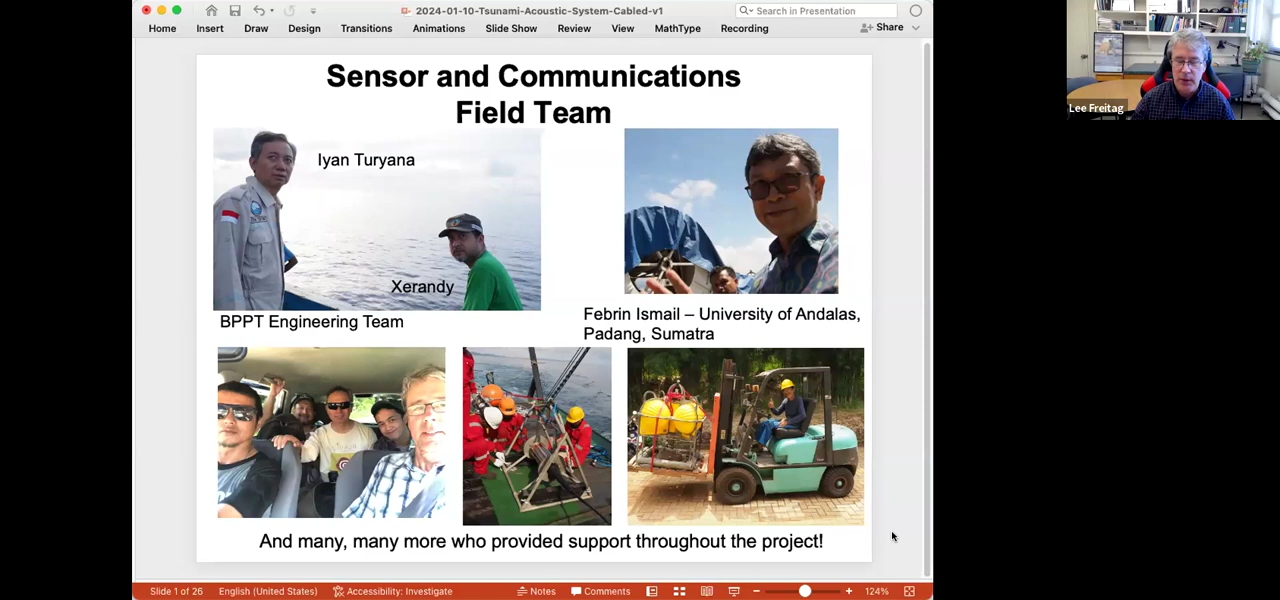 2024-01-10-Tsunami-Acoustic-System-Cabled-v1
Search in Presentation
Home Insert Draw Design Transitions Animations Slide Show Review View MathType Recording Share
Sensor and Communications
Field Team
Iyan Turyana
Xerandy
BPPT Engineering Team
Febrin Ismail – University of Andalas,
Padang, Sumatra
And many, many more who provided support throughout the project!
Slide 1 of 26 English (United States) Accessibility: Investigate Notes Comments 124%
Lee Freitag